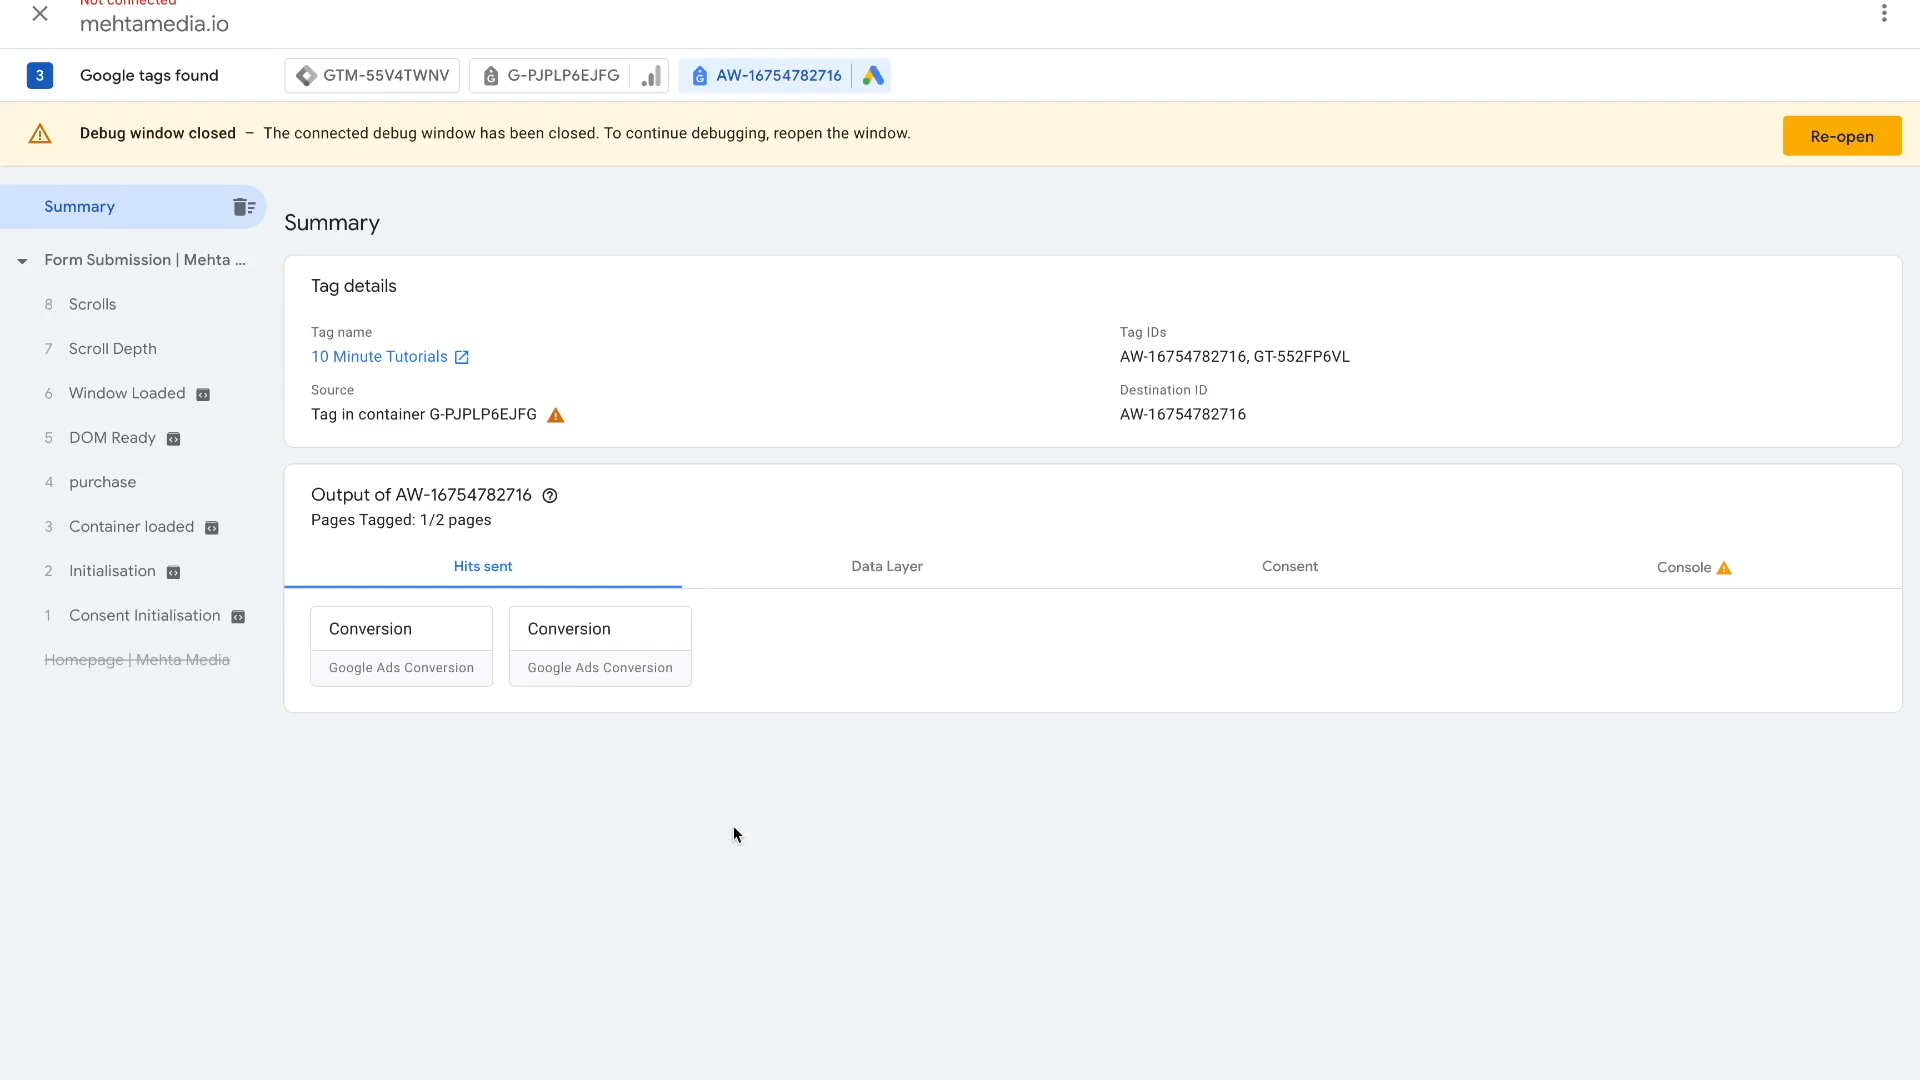 Not connected
mehtamedia.io
3 Google tags found GTM-55V4TWNV G-PJPLP6EJFG AW-16754782716
Debug window closed – The connected debug window has been closed. To continue debugging, reopen the window.
Re-open
Summary
Form Submission | Mehta ...
8 Scrolls
7 Scroll Depth
6 Window Loaded
5 DOM Ready
4 purchase
3 Container loaded
2 Initialisation
1 Consent Initialisation
Homepage | Mehta Media
Summary
Tag details
Tag name
10 Minute Tutorials
Tag IDs
AW-16754782716, GT-552FP6VL
Source
Tag in container G-PJPLP6EJFG
Destination ID
AW-16754782716
Output of AW-16754782716
Pages Tagged: 1/2 pages
Hits sent Data Layer Consent Console
Conversion
Google Ads Conversion
Conversion
Google Ads Conversion